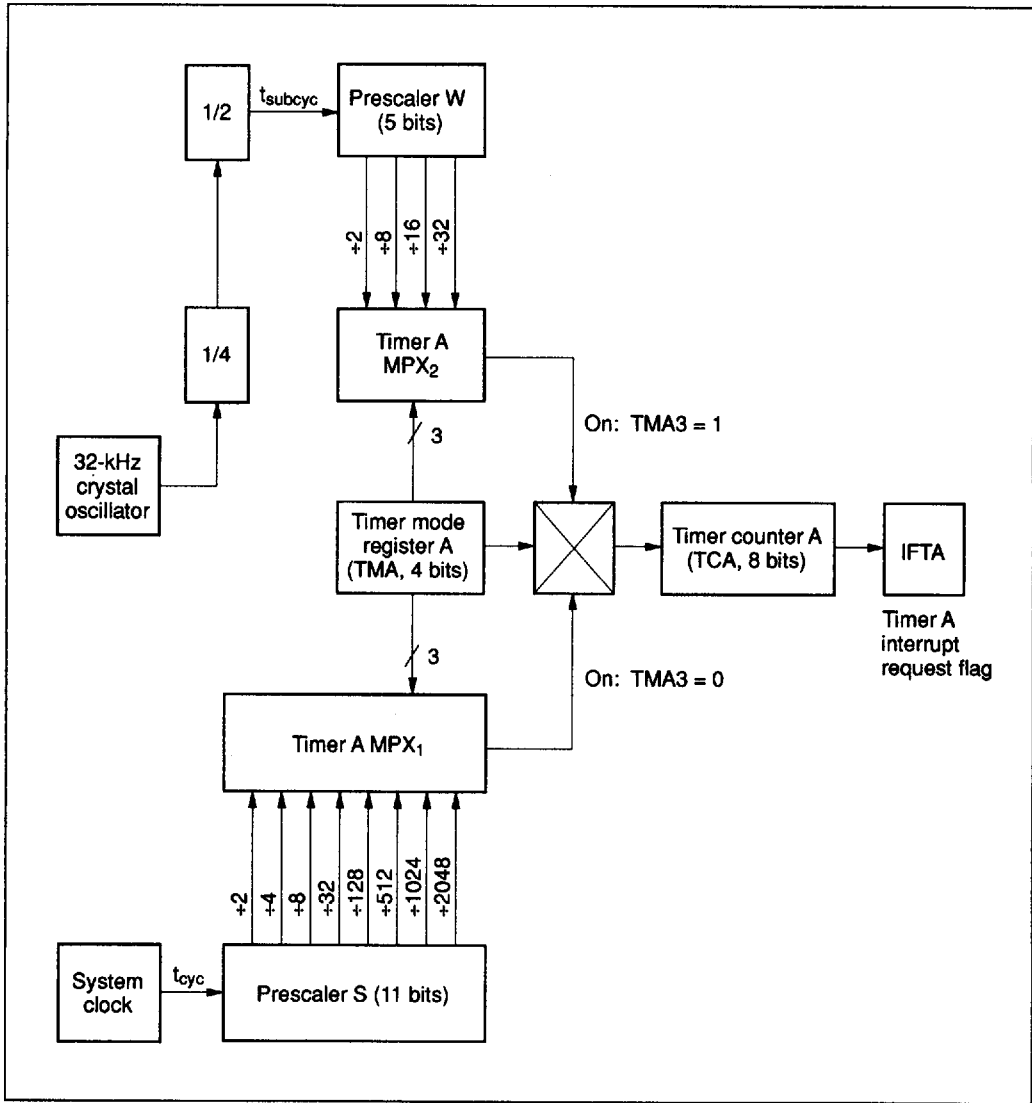 1/2
t_subcyc
Prescaler W
(5 bits)
÷2
÷8
÷16
÷32
1/4
Timer A
MPX₂
3
On: TMA3 = 1
32-kHz
crystal
oscillator
Timer mode
register A
(TMA, 4 bits)
Timer counter A
(TCA, 8 bits)
IFTA
Timer A
interrupt
request flag
3
On: TMA3 = 0
Timer A MPX₁
÷2
÷4
÷8
÷32
÷128
÷512
÷1024
÷2048
System
clock
t_cyc
Prescaler S (11 bits)